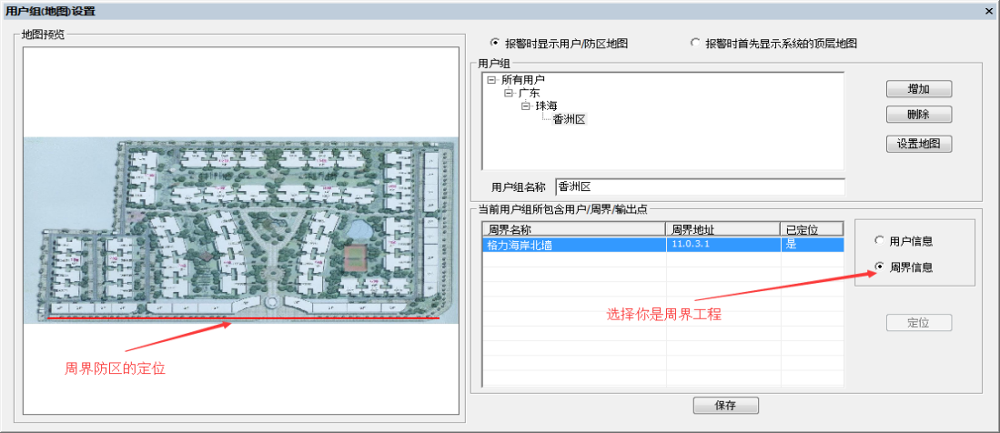 用户组(地图)设置
地图预览
周界防区的定位
报警时显示用户/防区地图
报警时首先显示系统的顶层地图
用户组
所有用户
广东
珠海
香洲区
增加
删除
设置地图
用户组名称 香洲区
当前用户组所包含用户/周界/输出点
周界名称 周界地址 已定位
格力海岸北墙 11.0.3.1 是
用户信息
周界信息
选择你是周界工程
定位
保存